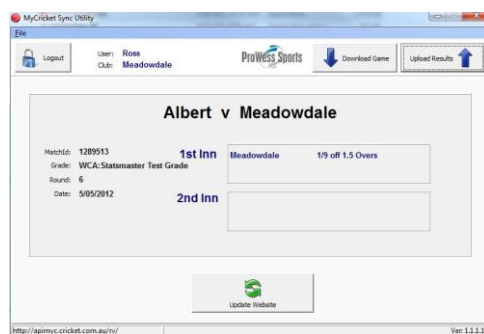 MyCricket Sync Utility
File
Logout
User: Ross
Club: Meadowdale
ProWess Sports
Download Game
Upload Results
Albert v Meadowdale
MatchId: 1289513
Grade: WCA:Statsmaster Test Grade
Round: 6
Date: 5/05/2012
1st Inn
Meadowdale 1/9 off 1.5 Overs
2nd Inn
Update Website
http://apimyc.cricket.com.au/rv/
Ver: 1.1.1.1